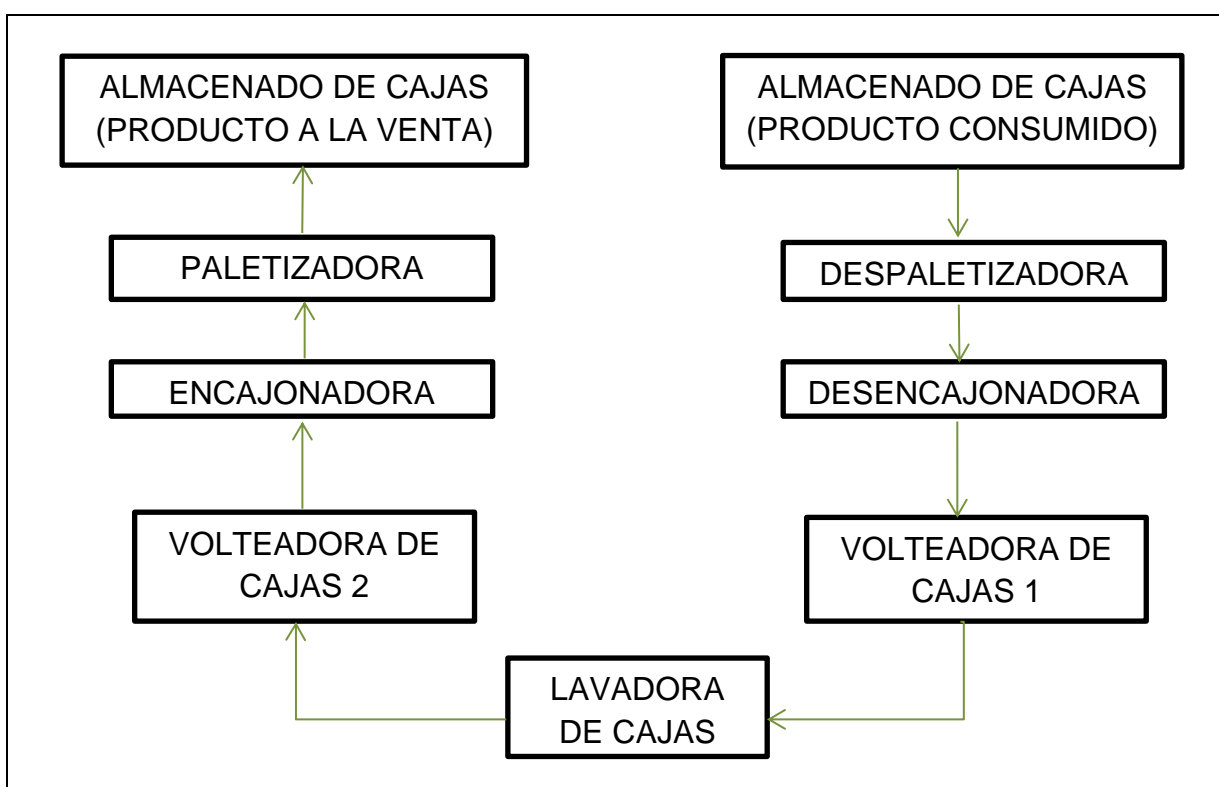 ALMACENADO DE CAJAS
(PRODUCTO A LA VENTA)
ALMACENADO DE CAJAS
(PRODUCTO CONSUMIDO)
PALETIZADORA
DESPALETIZADORA
ENCAJONADORA
DESENCAJONADORA
VOLTEADORA DE
CAJAS 2
VOLTEADORA DE
CAJAS 1
LAVADORA
DE CAJAS